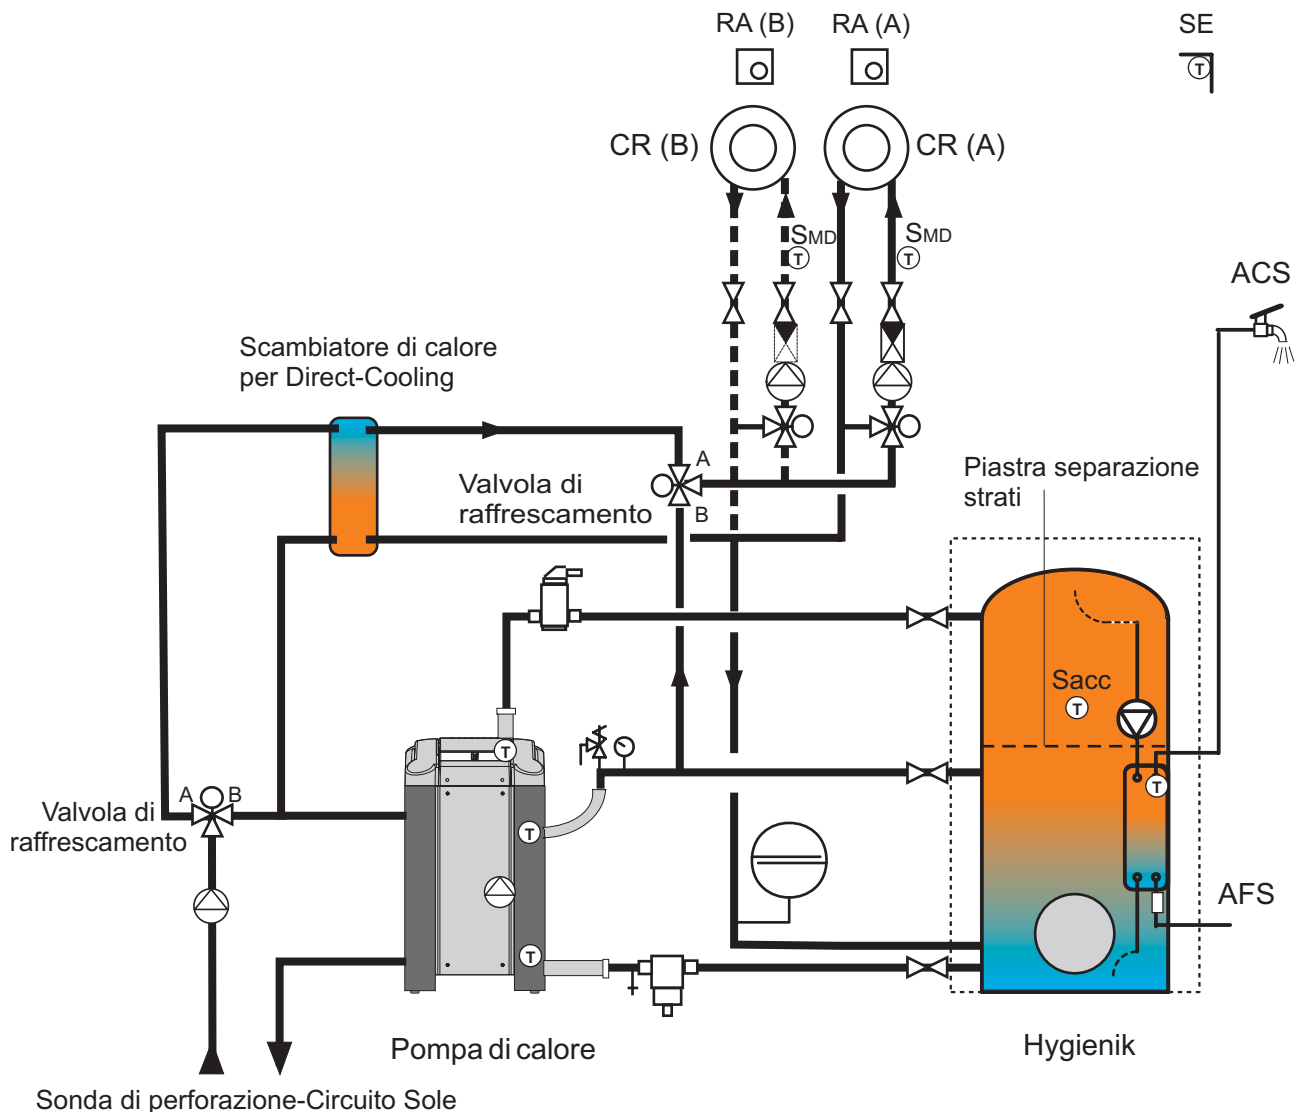 RA (B)
RA (A)
SE
T
CR (B)
CR (A)
SMD
T
SMD
T
ACS
Scambiatore di calore
per Direct-Cooling
A
Valvola di
raffrescamento
B
Piastra separazione
strati
Sacc
T
T
T
A
B
Valvola di
raffrescamento
T
T
AFS
Pompa di calore
Hygienik
Sonda di perforazione-Circuito Sole